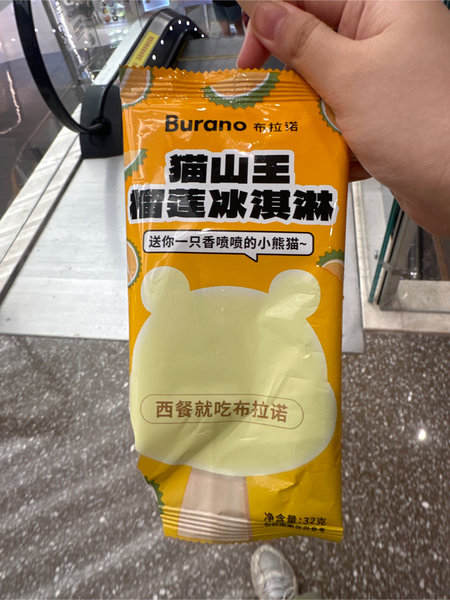 Burano 布拉诺
猫山王
榴莲冰淇淋
送你一只香喷喷的小熊猫~
西餐就吃布拉诺
净含量:32克